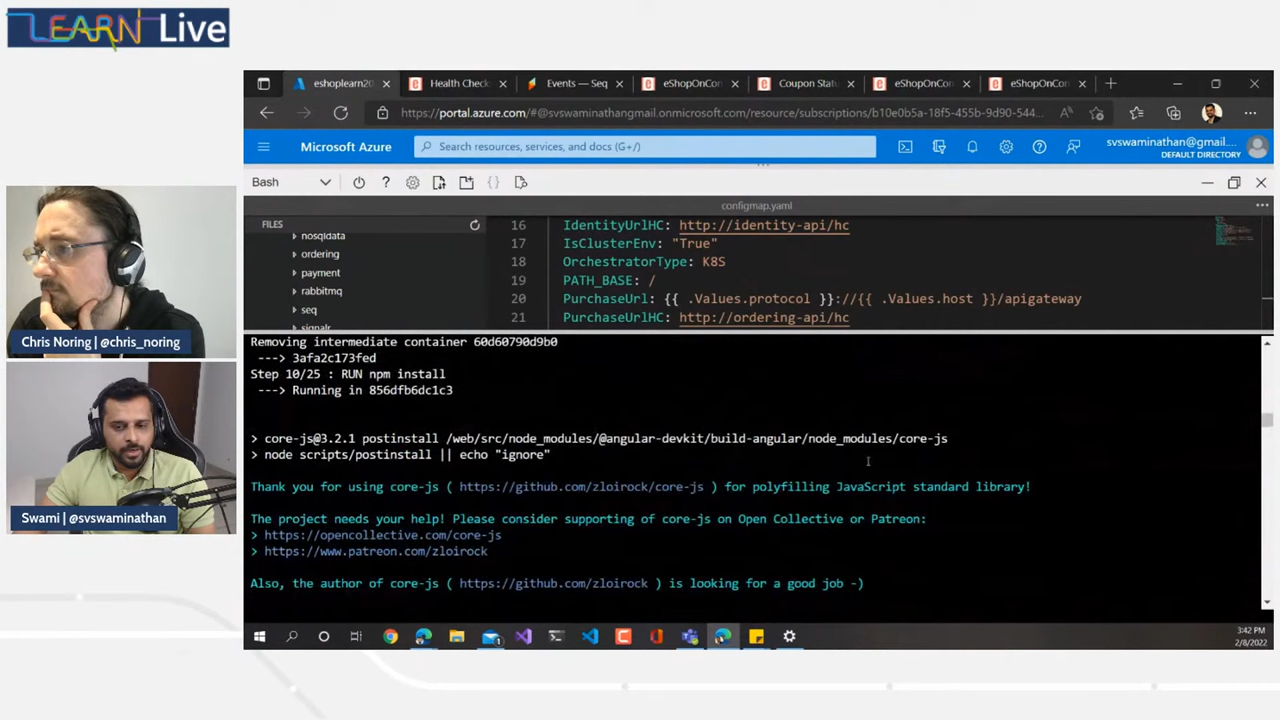 LEARN Live
eshoplearn20
Health Check
Events — Seq
eShopOnCon
Coupon Statu
eShopOnCon
eShopOnCon
https://portal.azure.com/#@svswaminathangmail.onmicrosoft.com/resource/subscriptions/b10e0b5a-18f5-455b-9d90-544...
Microsoft Azure
Search resources, services, and docs (G+/)
svswaminathan@gmail....
DEFAULT DIRECTORY
Bash
configmap.yaml
FILES
nosqldata
ordering
payment
rabbitmq
seq
signalr
16 IdentityUrlHC: http://identity-api/hc
17 IsClusterEnv: "True"
18 OrchestratorType: K8S
19 PATH_BASE: /
20 PurchaseUrl: {{ .Values.protocol }}://{{ .Values.host }}/apigateway
21 PurchaseUrlHC: http://ordering-api/hc
Removing intermediate container 60d60790d9b0
---> 3afa2c173fed
Step 10/25 : RUN npm install
---> Running in 856dfb6dc1c3
> core-js@3.2.1 postinstall /web/src/node_modules/@angular-devkit/build-angular/node_modules/core-js
> node scripts/postinstall || echo "ignore"
Thank you for using core-js ( https://github.com/zloirock/core-js ) for polyfilling JavaScript standard library!
The project needs your help! Please consider supporting of core-js on Open Collective or Patreon:
> https://opencollective.com/core-js
> https://www.patreon.com/zloirock
Also, the author of core-js ( https://github.com/zloirock ) is looking for a good job -)
Chris Noring | @chris_noring
Swami | @svswaminathan
3:42 PM
2/8/2022